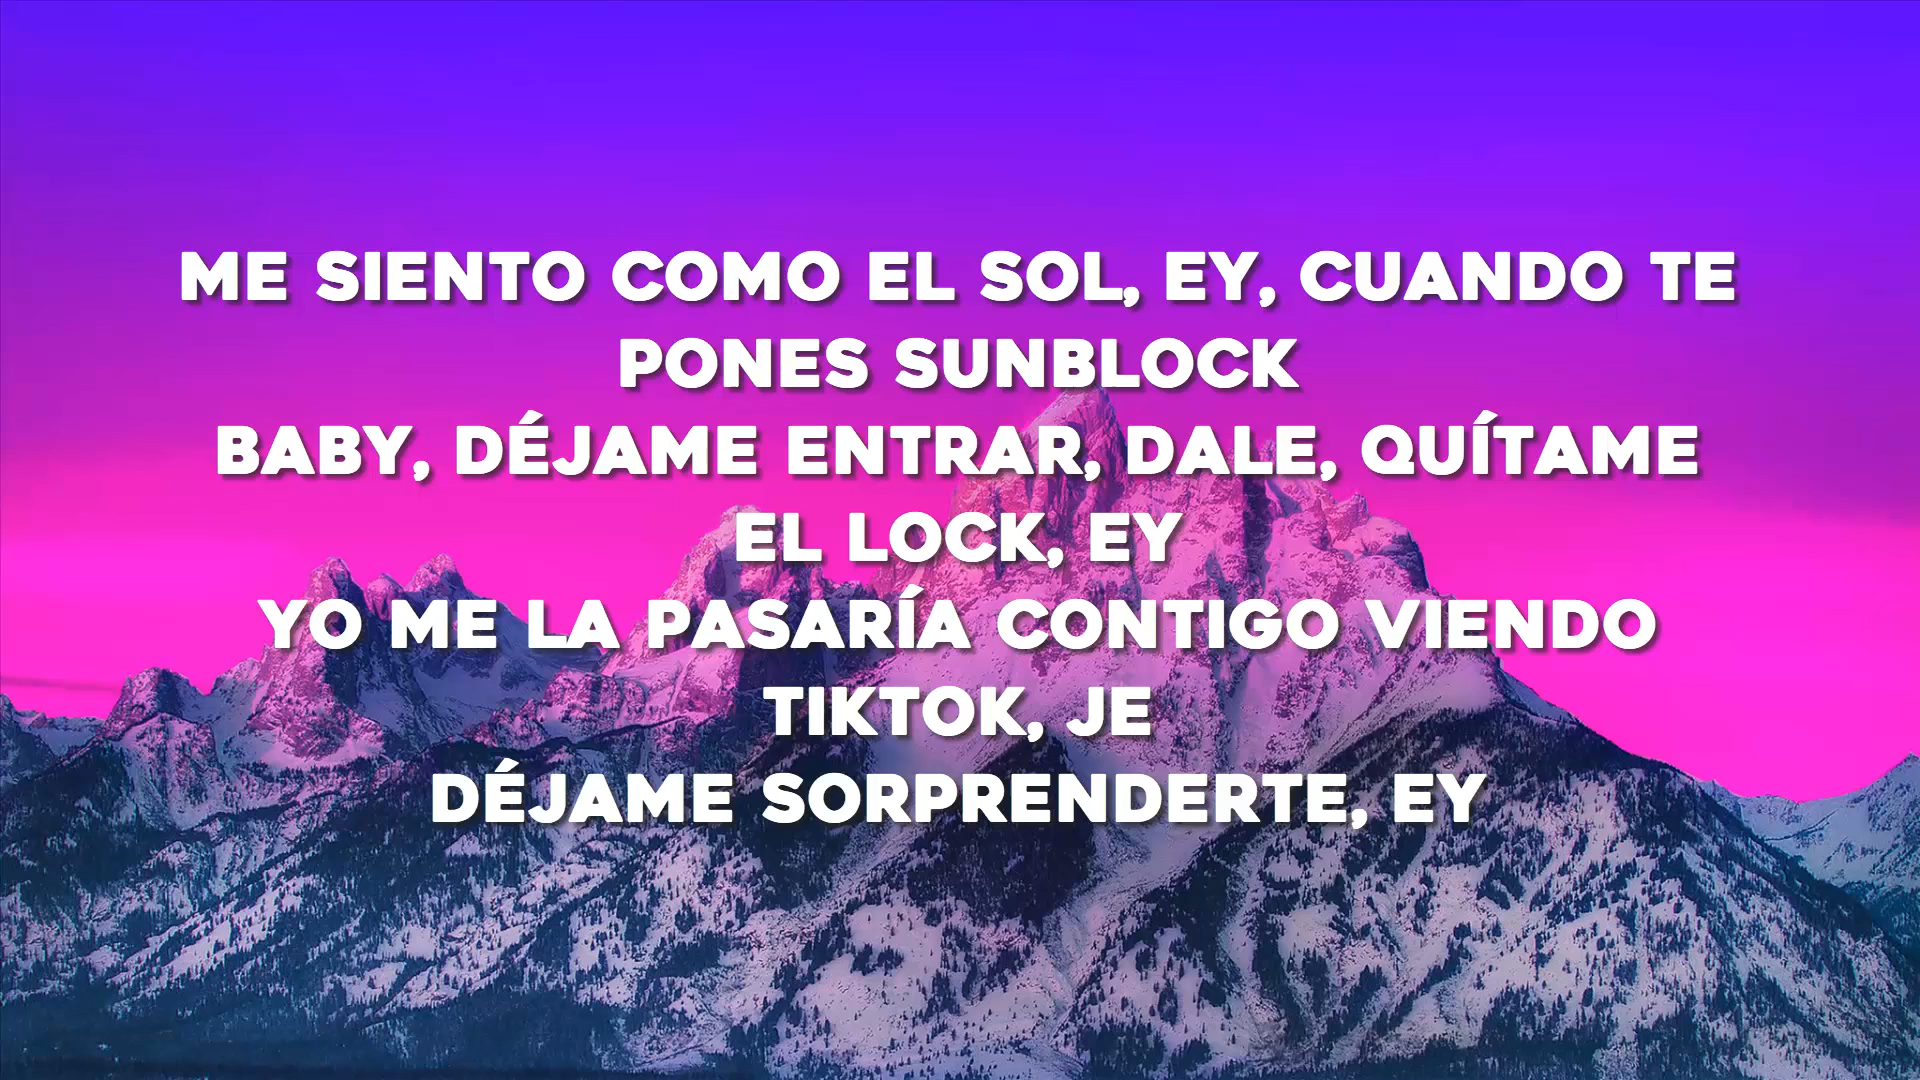 ME SIENTO COMO EL SOL, EY, CUANDO TE
PONES SUNBLOCK
BABY, DÉJAME ENTRAR, DALE, QUÍTAME
EL LOCK, EY
YO ME LA PASARÍA CONTIGO VIENDO
TIKTOK, JE
DÉJAME SORPRENDERTE, EY